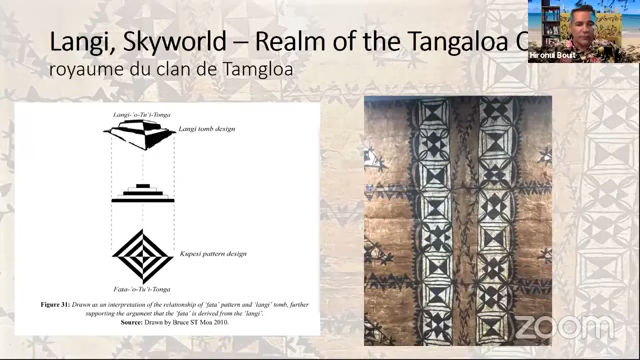 Langi, Skyworld – Realm of the Tangaloa C
royaume du clan de Tamgloa
Hironui Bouit
Langi-'o-Tu'i-Tonga
Langi tomb design
Kupesi pattern design
Fata-'o-Tu'i-Tonga
Figure 31: Drawn as an interpretation of the relationship of 'fata' pattern and 'langi' tomb, further
supporting the argument that the 'fata' is derived from the 'langi'.
Source: Drawn by Bruce ST Moa 2010.
zoom